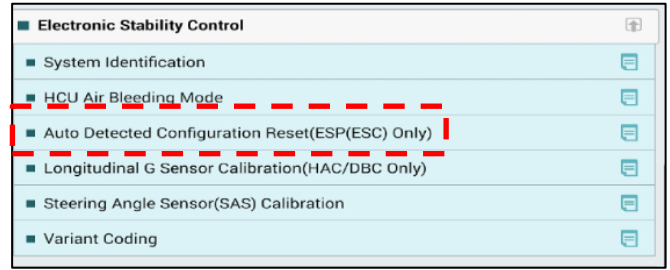 Electronic Stability Control
System Identification
HCU Air Bleeding Mode
Auto Detected Configuration Reset(ESP(ESC) Only)
Longitudinal G Sensor Calibration(HAC/DBC Only)
Steering Angle Sensor(SAS) Calibration
Variant Coding